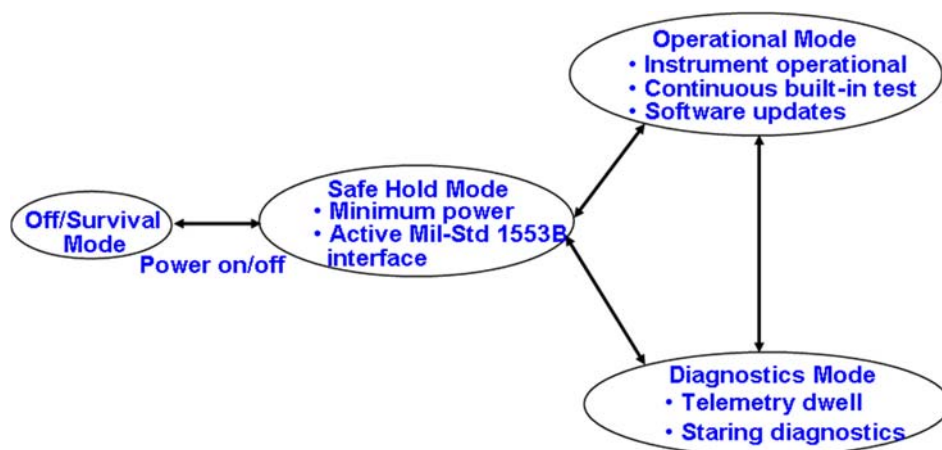 Operational Mode
• Instrument operational
• Continuous built-in test
• Software updates
Safe Hold Mode
• Minimum power
• Active Mil-Std 1553B
interface
Off/Survival
Mode
Power on/off
Diagnostics Mode
• Telemetry dwell
• Staring diagnostics